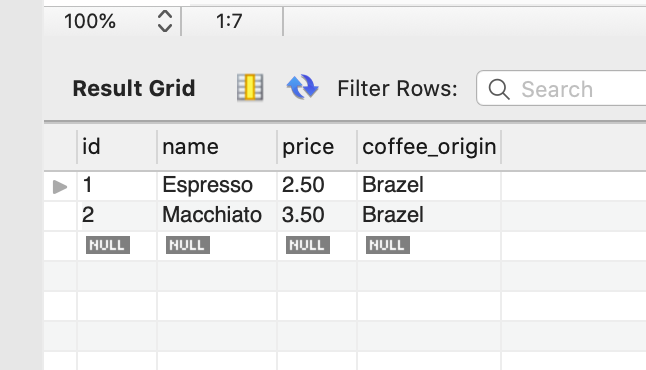 100% 1:7
Result Grid Filter Rows: Search
id name price coffee_origin
1 Espresso 2.50 Brazel
2 Macchiato 3.50 Brazel
NULL NULL NULL NULL